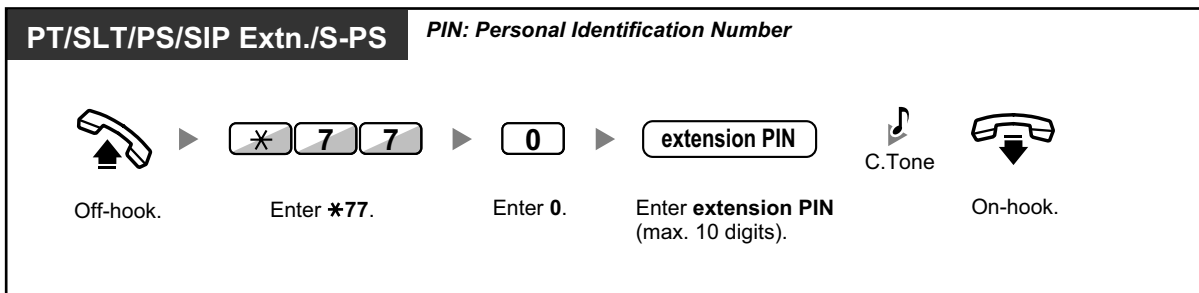 PT/SLT/PS/SIP Extn./S-PS
PIN: Personal Identification Number
* 7 7 0 extension PIN
C.Tone
Off-hook. Enter *77. Enter 0. Enter extension PIN On-hook.
(max. 10 digits).